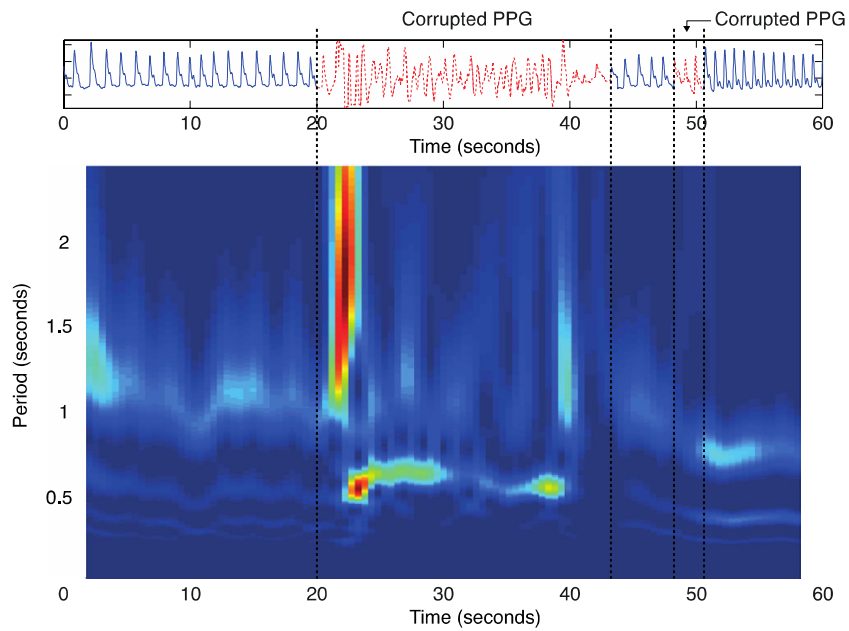 Corrupted PPG
Corrupted PPG
0 10 20 30 40 50 60
Time (seconds)
2
1.5
1
0.5
0
Period (seconds)
0 10 20 30 40 50 60
Time (seconds)